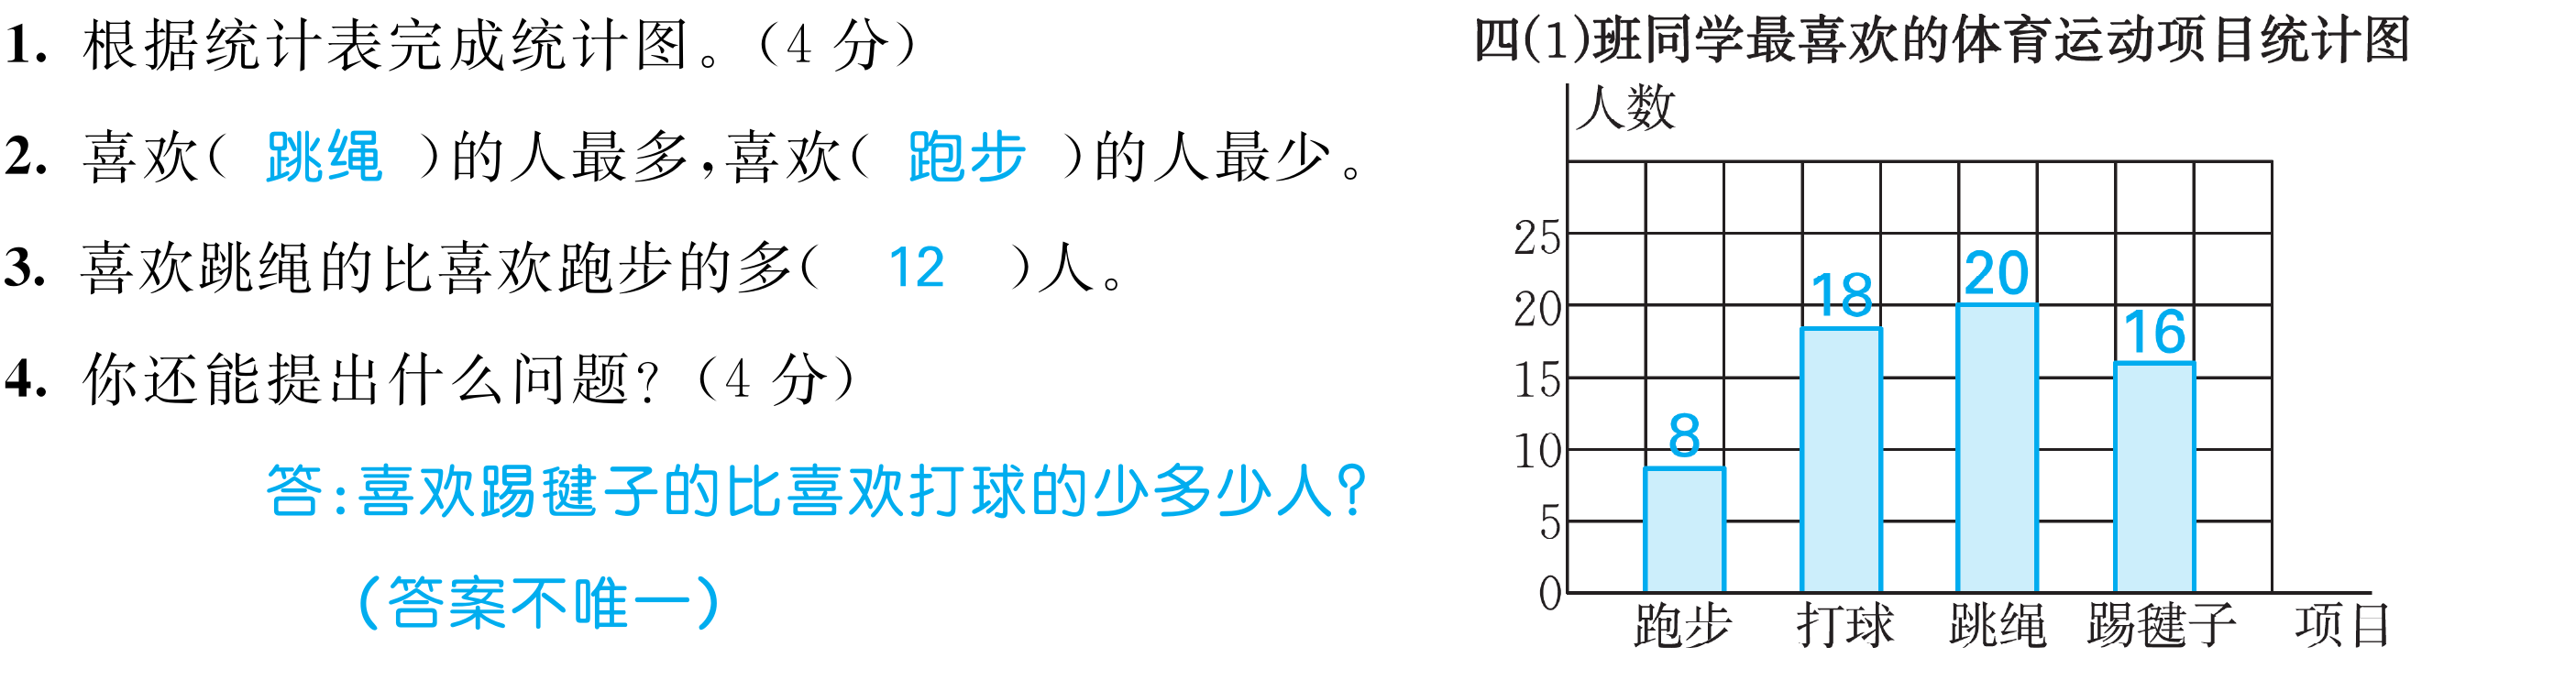 1. 根据统计表完成统计图。(4 分)
2. 喜欢( 跳绳 )的人最多,喜欢( 跑步 )的人最少。
3. 喜欢跳绳的比喜欢跑步的多( 12 )人。
4. 你还能提出什么问题?(4 分)
答:喜欢踢毽子的比喜欢打球的少多少人?
(答案不唯一)
四(1)班同学最喜欢的体育运动项目统计图
人数
25
20
15
10
5
0
8
18
20
16
跑步 打球 跳绳 踢毽子 项目